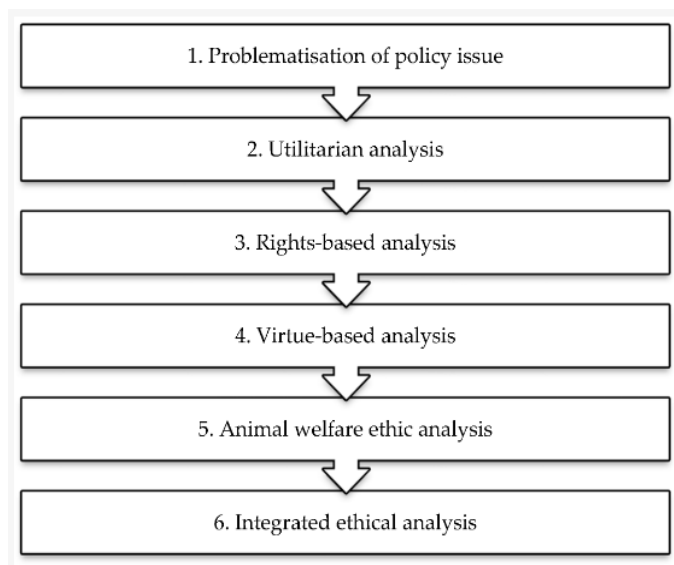 1. Problematisation of policy issue
2. Utilitarian analysis
3. Rights-based analysis
4. Virtue-based analysis
5. Animal welfare ethic analysis
6. Integrated ethical analysis